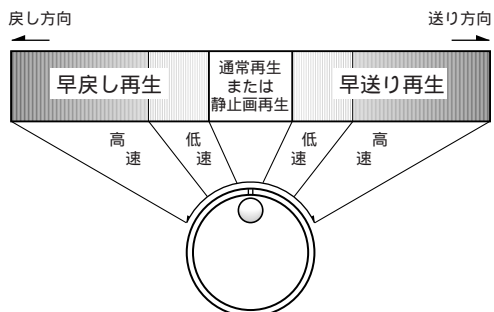 戻し方向
送り方向
早戻し再生
通常再生
または
静止画再生
早送り再生
高速
低速
低速
高速